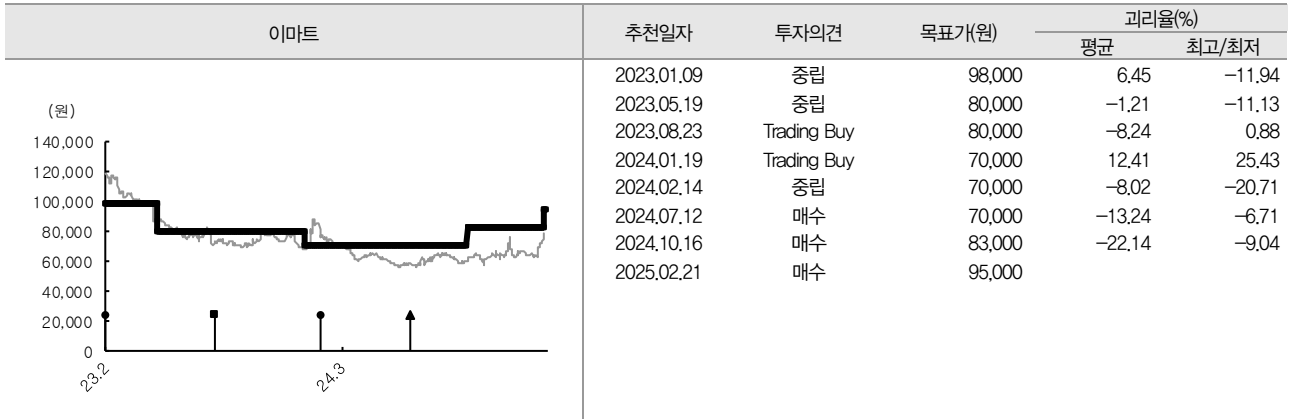 이마트
추천일자 투자의견 목표가(원) 괴리율(%)
평균 최고/최저
(원)
140,000
120,000
100,000
80,000
60,000
40,000
20,000
0
23.2 24.3
2023.01.09 중립 98,000 6.45 −11.94
2023.05.19 중립 80,000 −1.21 −11.13
2023.08.23 Trading Buy 80,000 −8.24 0.88
2024.01.19 Trading Buy 70,000 12.41 25.43
2024.02.14 중립 70,000 −8.02 −20.71
2024.07.12 매수 70,000 −13.24 −6.71
2024.10.16 매수 83,000 −22.14 −9.04
2025.02.21 매수 95,000